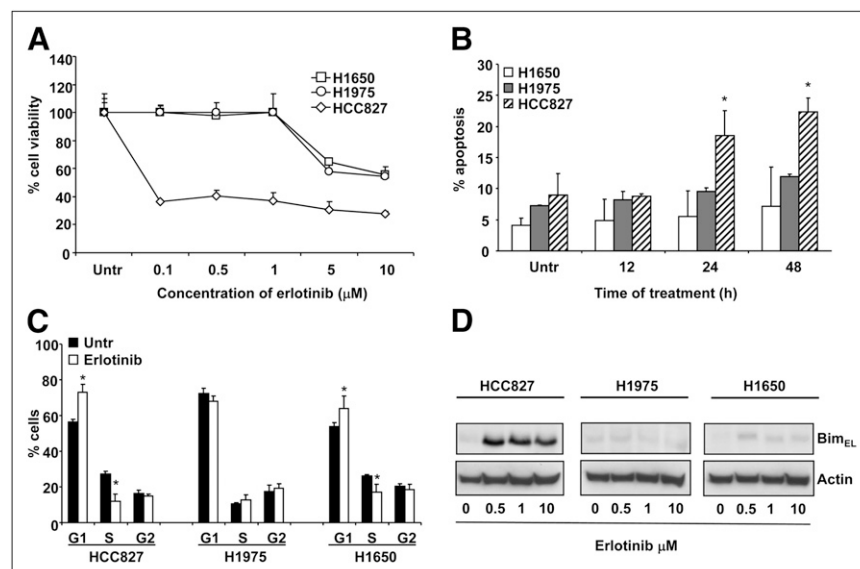 A
140
120
100
80
60
40
20
0
% cell viability
H1650
H1975
HCC827
Untr 0.1 0.5 1 5 10
Concentration of erlotinib (μM)
B
30
25
20
15
10
5
0
% apoptosis
H1650
H1975
HCC827
* *
Untr 12 24 48
Time of treatment (h)
C
Untr
Erlotinib
100
80
60
40
20
0
% cells
* * * *
G1 S G2 G1 S G2 G1 S G2
HCC827 H1975 H1650
D
HCC827 H1975 H1650
BimEL
Actin
0 0.5 1 10 0 0.5 1 10 0 0.5 1 10
Erlotinib μM